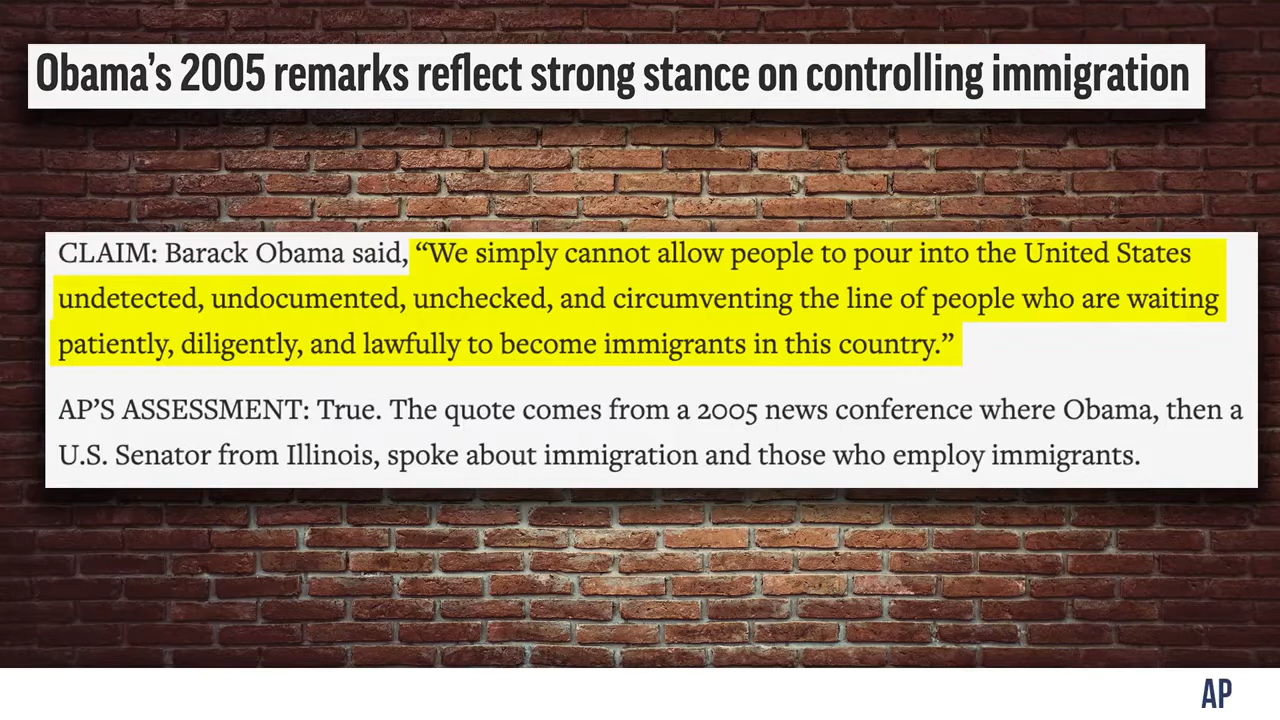 Obama’s 2005 remarks reflect strong stance on controlling immigration
CLAIM: Barack Obama said, “We simply cannot allow people to pour into the United States
undetected, undocumented, unchecked, and circumventing the line of people who are waiting
patiently, diligently, and lawfully to become immigrants in this country.”
AP’S ASSESSMENT: True. The quote comes from a 2005 news conference where Obama, then a
U.S. Senator from Illinois, spoke about immigration and those who employ immigrants.
AP